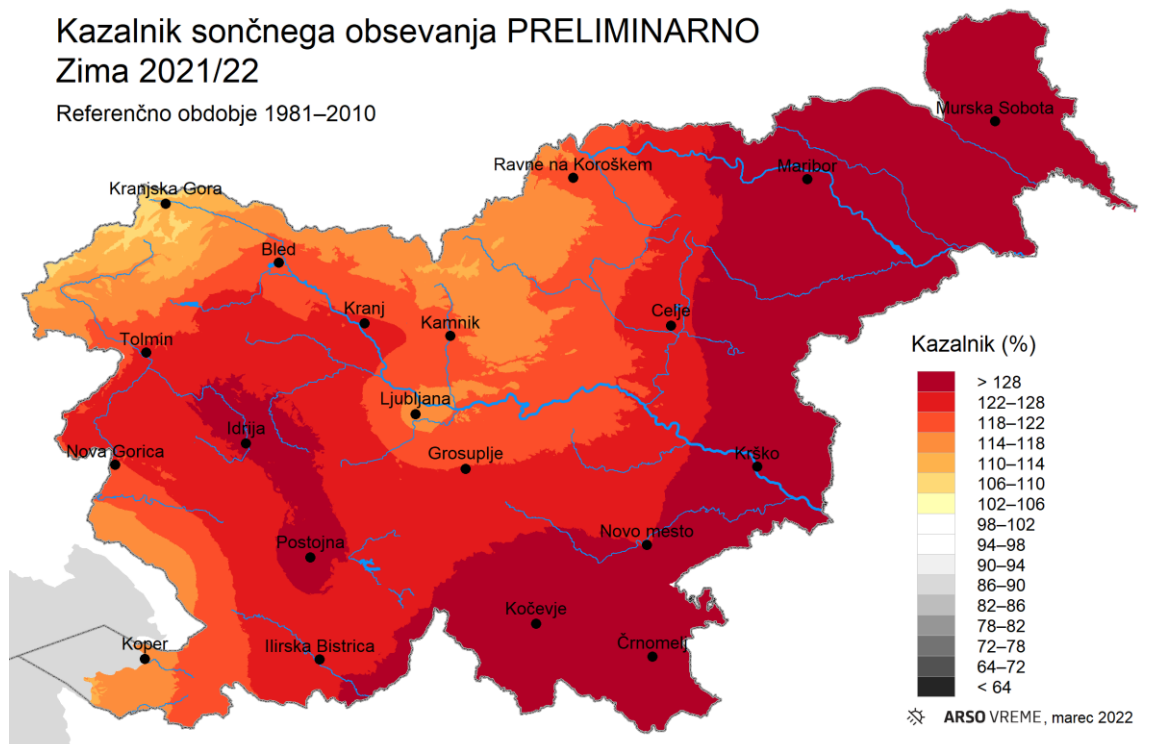 Kazalnik sončnega obsevanja PRELIMINARNO
Zima 2021/22
Referenčno obdobje 1981–2010
Murska Sobota
Ravne na Koroškem
Maribor
Kranjska Gora
Bled
Kranj
Kamnik
Celje
Tolmin
Ljubljana
Idrija
Nova Gorica
Grosuplje
Krško
Postojna
Novo mesto
Kočevje
Koper
Ilirska Bistrica
Črnomelj
Kazalnik (%)
> 128
122–128
118–122
114–118
110–114
106–110
102–106
98–102
94–98
90–94
86–90
82–86
78–82
72–78
64–72
< 64
ARSO VREME, marec 2022